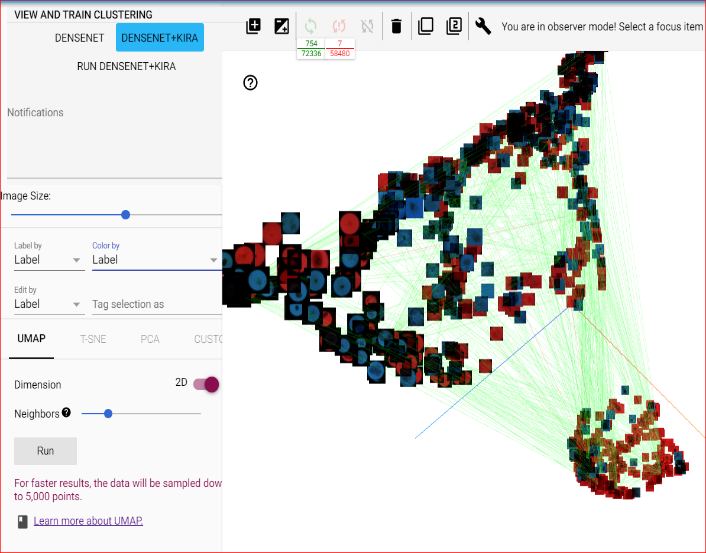 VIEW AND TRAIN CLUSTERING
DENSENET
DENSENET+KIRA
RUN DENSENET+KIRA
754
7
72336
58480
You are in observer mode! Select a focus item
Notifications
Image Size:
Label by
Color by
Label
Label
Edit by
Label
Tag selection as
UMAP
T-SNE
PCA
CUSTO
Dimension
2D
Neighbors
Run
For faster results, the data will be sampled dow
to 5,000 points.
Learn more about UMAP.